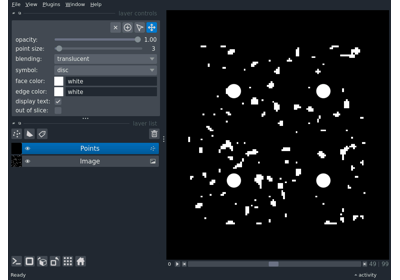 File View Plugins Window Help
layer controls
opacity: 1.00
point size: 3
blending: translucent
symbol: disc
face color: white
edge color: white
display text:
out of slice:
layer list
Points
Image
49 99
Ready
activity